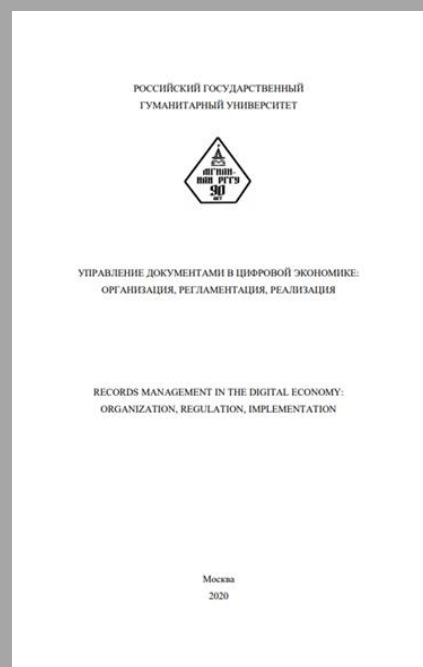 РОССИЙСКИЙ ГОСУДАРСТВЕННЫЙ
ГУМАНИТАРНЫЙ УНИВЕРСИТЕТ
МГИАИ-
ИАИ РГГУ
90
ЛЕТ
УПРАВЛЕНИЕ ДОКУМЕНТАМИ В ЦИФРОВОЙ ЭКОНОМИКЕ:
ОРГАНИЗАЦИЯ, РЕГЛАМЕНТАЦИЯ, РЕАЛИЗАЦИЯ
RECORDS MANAGEMENT IN THE DIGITAL ECONOMY:
ORGANIZATION, REGULATION, IMPLEMENTATION
Москва
2020